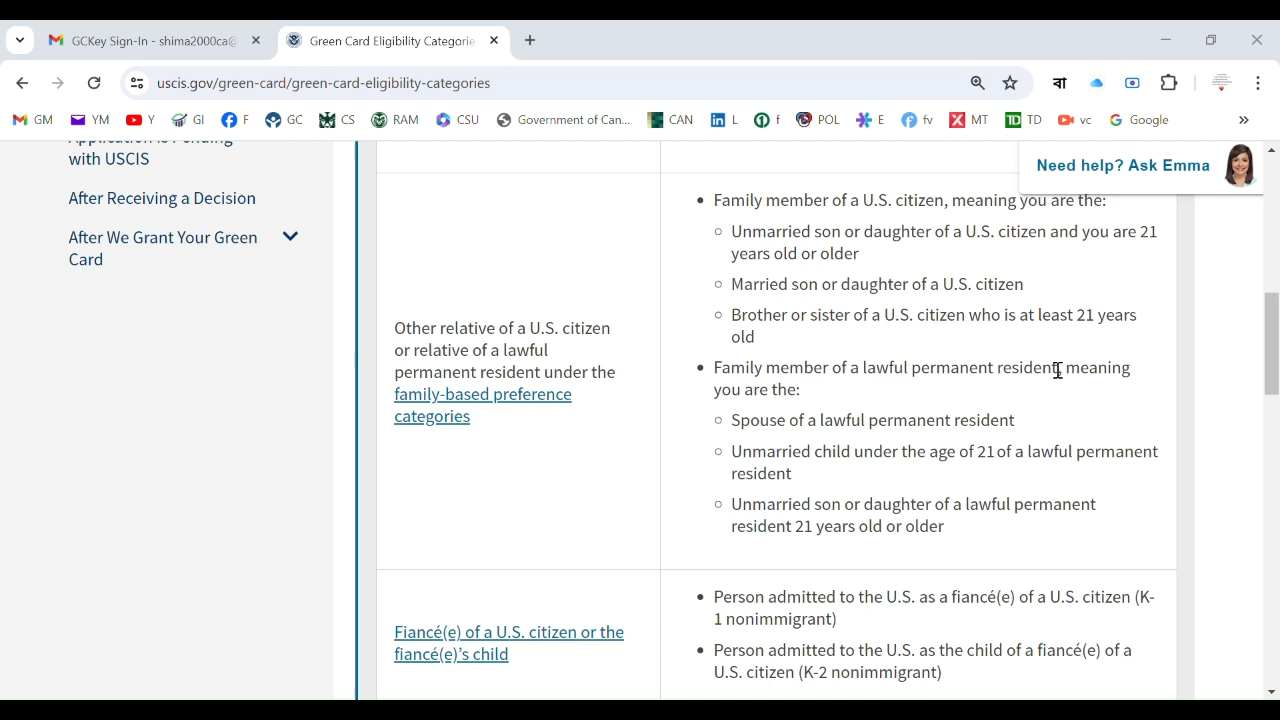 GCKey Sign-In - shima2000ca@
Green Card Eligibility Categorie
uscis.gov/green-card/green-card-eligibility-categories
বা
GM
YM
Y
GI
F
GC
CS
RAM
CSU
Government of Can...
CAN
L
f
POL
E
fv
MT
TD
vc
Google
Need help? Ask Emma
Application Is Pending
with USCIS
After Receiving a Decision
After We Grant Your Green
Card
Other relative of a U.S. citizen
or relative of a lawful
permanent resident under the
family-based preference
categories
• Family member of a U.S. citizen, meaning you are the:
○ Unmarried son or daughter of a U.S. citizen and you are 21
years old or older
○ Married son or daughter of a U.S. citizen
○ Brother or sister of a U.S. citizen who is at least 21 years
old
• Family member of a lawful permanent resident, meaning
you are the:
○ Spouse of a lawful permanent resident
○ Unmarried child under the age of 21 of a lawful permanent
resident
○ Unmarried son or daughter of a lawful permanent
resident 21 years old or older
Fiancé(e) of a U.S. citizen or the
fiancé(e)'s child
• Person admitted to the U.S. as a fiancé(e) of a U.S. citizen (K-
1 nonimmigrant)
• Person admitted to the U.S. as the child of a fiancé(e) of a
U.S. citizen (K-2 nonimmigrant)